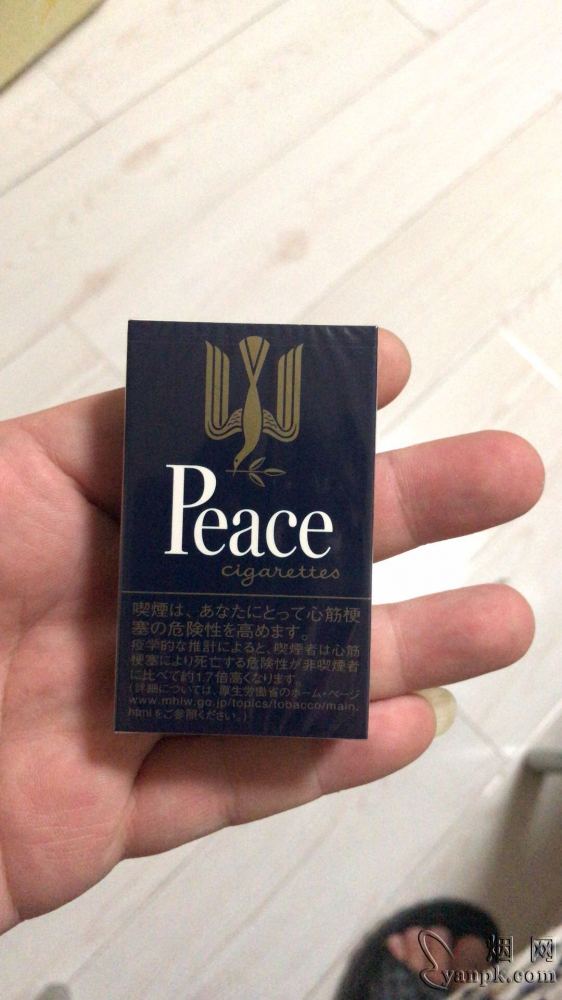 Peace
cigarettes
喫煙は、あなたにとって心筋梗
塞の危険性を高めます。
疫学的な推計によると、喫煙者は心筋
梗塞により死亡する危険性が非喫煙者
に比べて約1.7倍高くなります。
(詳細については、厚生労働省のホーム・ページ
www.mhlw.go.jp/topics/tobacco/main.
htmlをご参照ください。)
烟网
yanpk.com